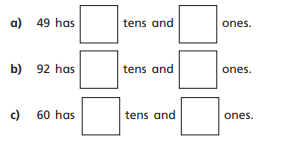 a) 49 has tens and ones.
b) 92 has tens and ones.
c) 60 has tens and ones.